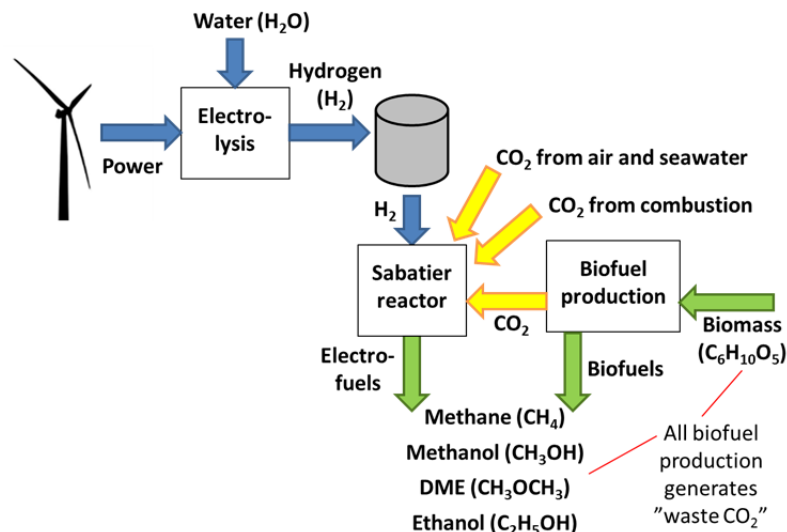 Water (H₂O)
Hydrogen
(H₂)
Electro-
lysis
Power
CO₂ from air and seawater
H₂
CO₂ from combustion
Sabatier
reactor
Biofuel
production
CO₂
Biomass
(C₆H₁₀O₅)
Electro-
fuels
Biofuels
Methane (CH₄)
Methanol (CH₃OH)
DME (CH₃OCH₃)
Ethanol (C₂H₅OH)
All biofuel
production
generates
”waste CO₂”